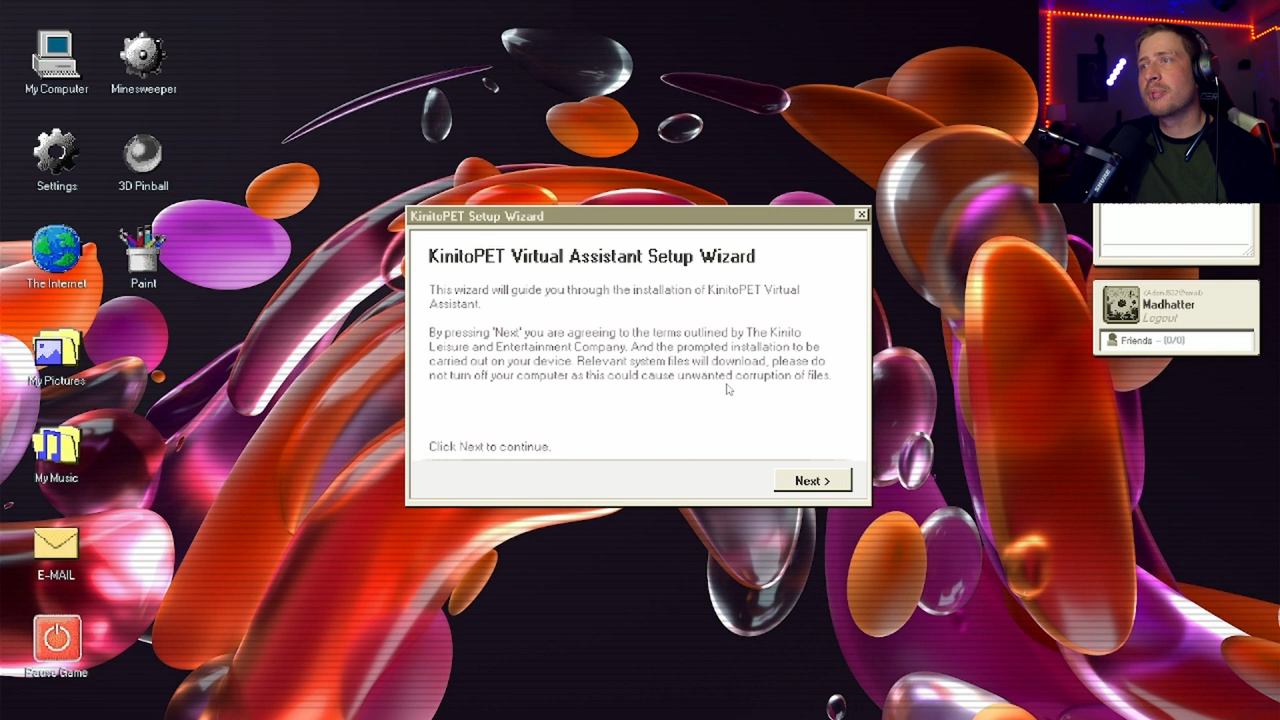 My Computer
Minesweeper
Settings
3D Pinball
The Internet
Paint
My Pictures
My Music
E-MAIL
Pause Game
KinitoPET Setup Wizard
KinitoPET Virtual Assistant Setup Wizard
This wizard will guide you through the installation of KinitoPET Virtual
Assistant.
By pressing 'Next' you are agreeing to the terms outlined by The Kinito
Leisure and Entertainment Company. And the prompted installation to be
carried out on your device. Relevant system files will download, please do
not turn off your computer as this could cause unwanted corruption of files.
Click Next to continue.
Next >
Madhatter
Logout
Friends - (0/0)